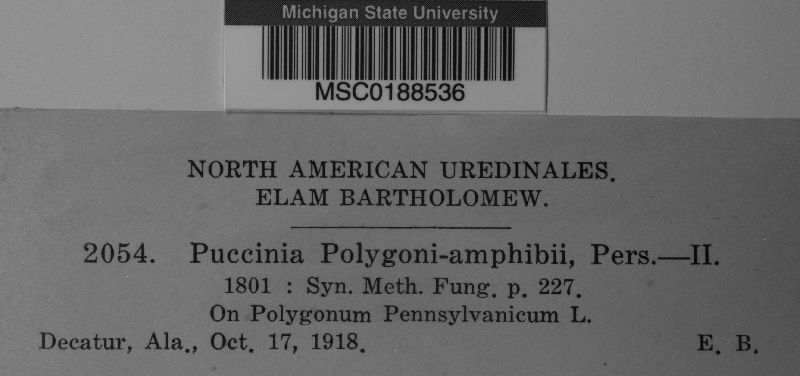 Michigan State University
MSC0188536
NORTH AMERICAN UREDINALES.
ELAM BARTHOLOMEW.
2054. Puccinia Polygoni-amphibii, Pers.—II.
1801 : Syn. Meth. Fung. p. 227.
On Polygonum Pennsylvanicum L.
Decatur, Ala., Oct. 17, 1918. E. B.